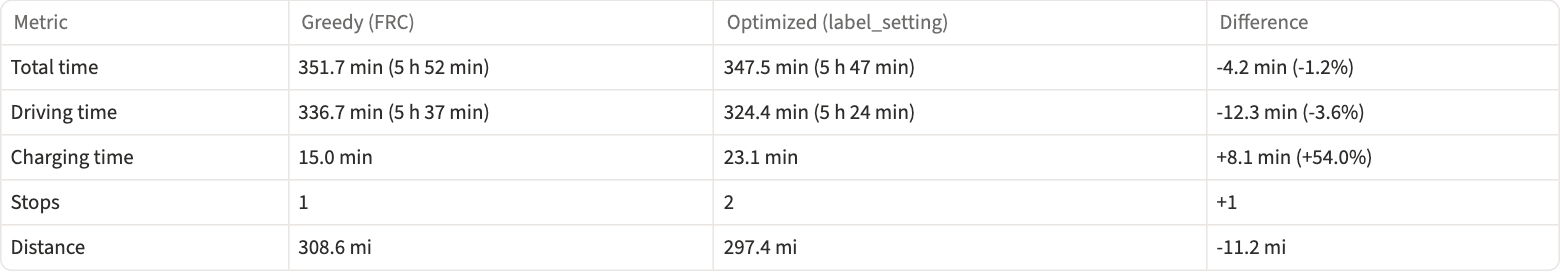 Metric Greedy (FRC) Optimized (label_setting) Difference
Total time 351.7 min (5 h 52 min) 347.5 min (5 h 47 min) -4.2 min (-1.2%)
Driving time 336.7 min (5 h 37 min) 324.4 min (5 h 24 min) -12.3 min (-3.6%)
Charging time 15.0 min 23.1 min +8.1 min (+54.0%)
Stops 1 2 +1
Distance 308.6 mi 297.4 mi -11.2 mi